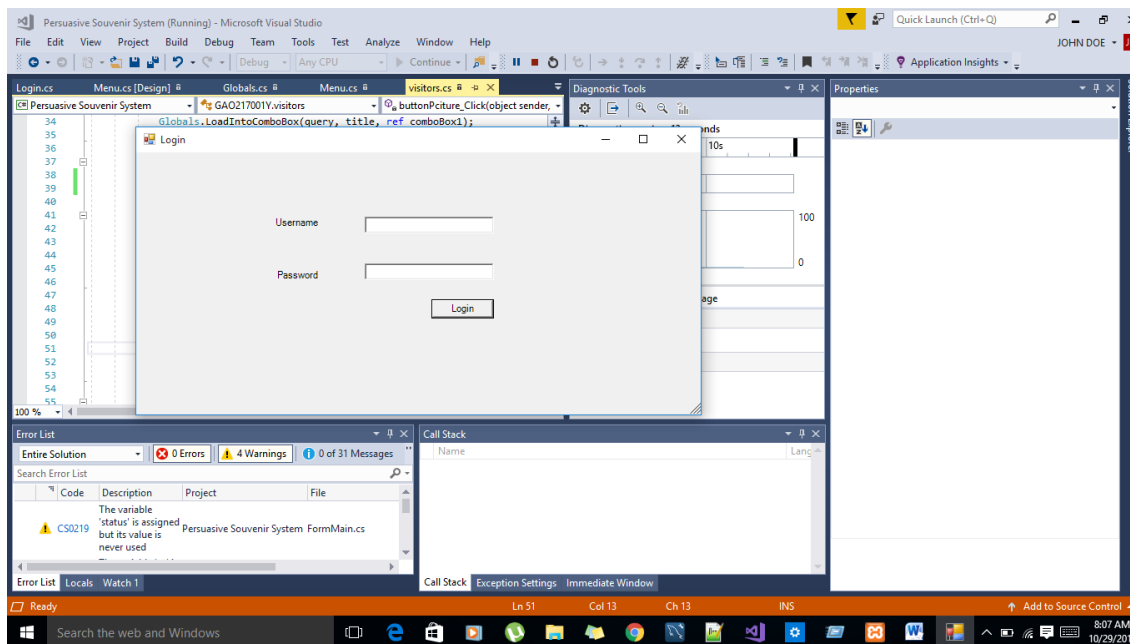 Persuasive Souvenir System (Running) - Microsoft Visual Studio
Quick Launch (Ctrl+Q)
File Edit View Project Build Debug Team Tools Test Analyze Window Help
JOHN DOE
Debug Any CPU Continue Application Insights
Login.cs Menu.cs [Design] Globals.cs Menu.cs visitors.cs
Diagnostic Tools
Properties
C# Persuasive Souvenir System GAO217001Y.visitors buttonPciture_Click(object sender,
34 Globals.LoadIntoComboBox(query, title, ref comboBox1);
35
36
37
38
39
40
41
42
43
44
45
46
47
48
49
50
51
52
53
54
55
100 %
Login
Username
Password
Login
10s
100
0
Error List
Entire Solution 0 Errors 4 Warnings 0 of 31 Messages
Search Error List
Code Description Project File
CS0219 The variable
'status' is assigned
but its value is
never used
Persuasive Souvenir System FormMain.cs
Error List Locals Watch 1
Call Stack
Name
Call Stack Exception Settings Immediate Window
Ready Ln 51 Col 13 Ch 13 INS Add to Source Control
Search the web and Windows
8:07 AM